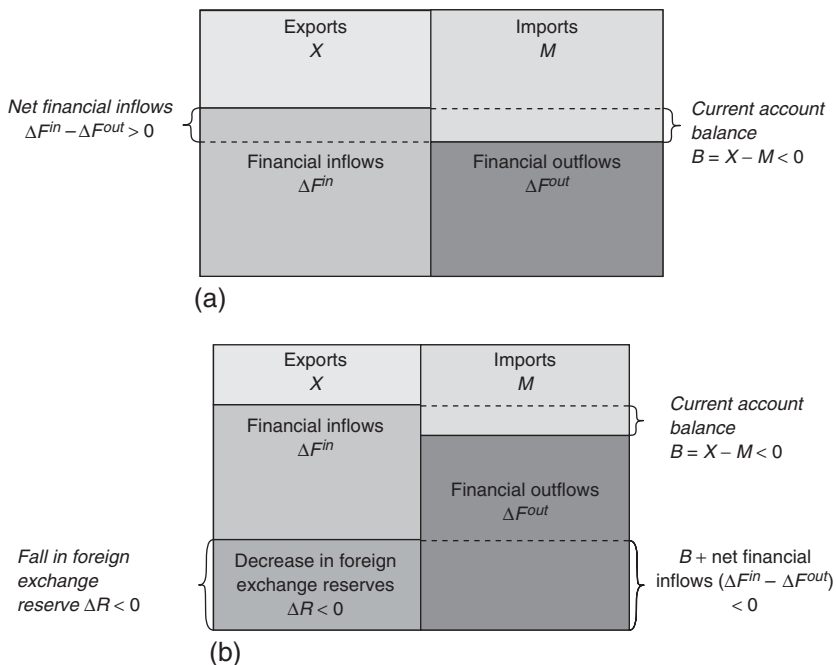 Exports
X
Imports
M
Net financial inflows
ΔF^in − ΔF^out > 0
Current account
balance
B = X − M < 0
Financial inflows
ΔF^in
Financial outflows
ΔF^out
(a)
Exports
X
Imports
M
Financial inflows
ΔF^in
Current account
balance
B = X − M < 0
Financial outflows
ΔF^out
Fall in foreign
exchange
reserve ΔR < 0
Decrease in foreign
exchange reserves
ΔR < 0
B + net financial
inflows (ΔF^in − ΔF^out)
< 0
(b)